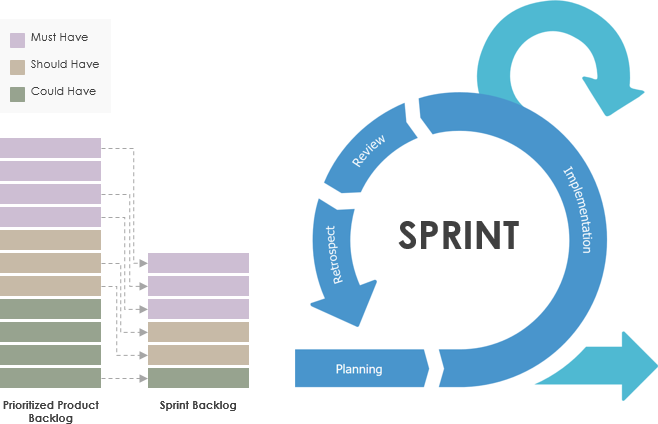 Must Have
Should Have
Could Have
Prioritized Product
Backlog
Sprint Backlog
SPRINT
Planning
Implementation
Review
Retrospect